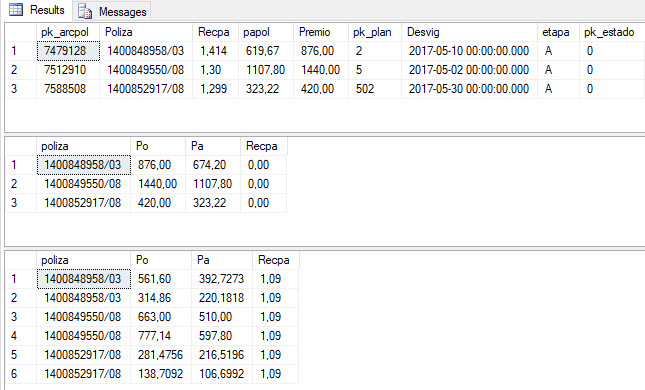 Results Messages
pk_arcpol Poliza Recpa papol Premio pk_plan Desvig etapa pk_estado
1 7479128 1400848958/03 1,414 619,67 876,00 2 2017-05-10 00:00:00.000 A 0
2 7512910 1400849550/08 1,30 1107,80 1440,00 5 2017-05-02 00:00:00.000 A 0
3 7588508 1400852917/08 1,299 323,22 420,00 502 2017-05-30 00:00:00.000 A 0
poliza Po Pa Recpa
1 1400848958/03 876,00 674,20 0,00
2 1400849550/08 1440,00 1107,80 0,00
3 1400852917/08 420,00 323,22 0,00
poliza Po Pa Recpa
1 1400848958/03 561,60 392,7273 1,09
2 1400848958/03 314,86 220,1818 1,09
3 1400849550/08 663,00 510,00 1,09
4 1400849550/08 777,14 597,80 1,09
5 1400852917/08 281,4756 216,5196 1,09
6 1400852917/08 138,7092 106,6992 1,09